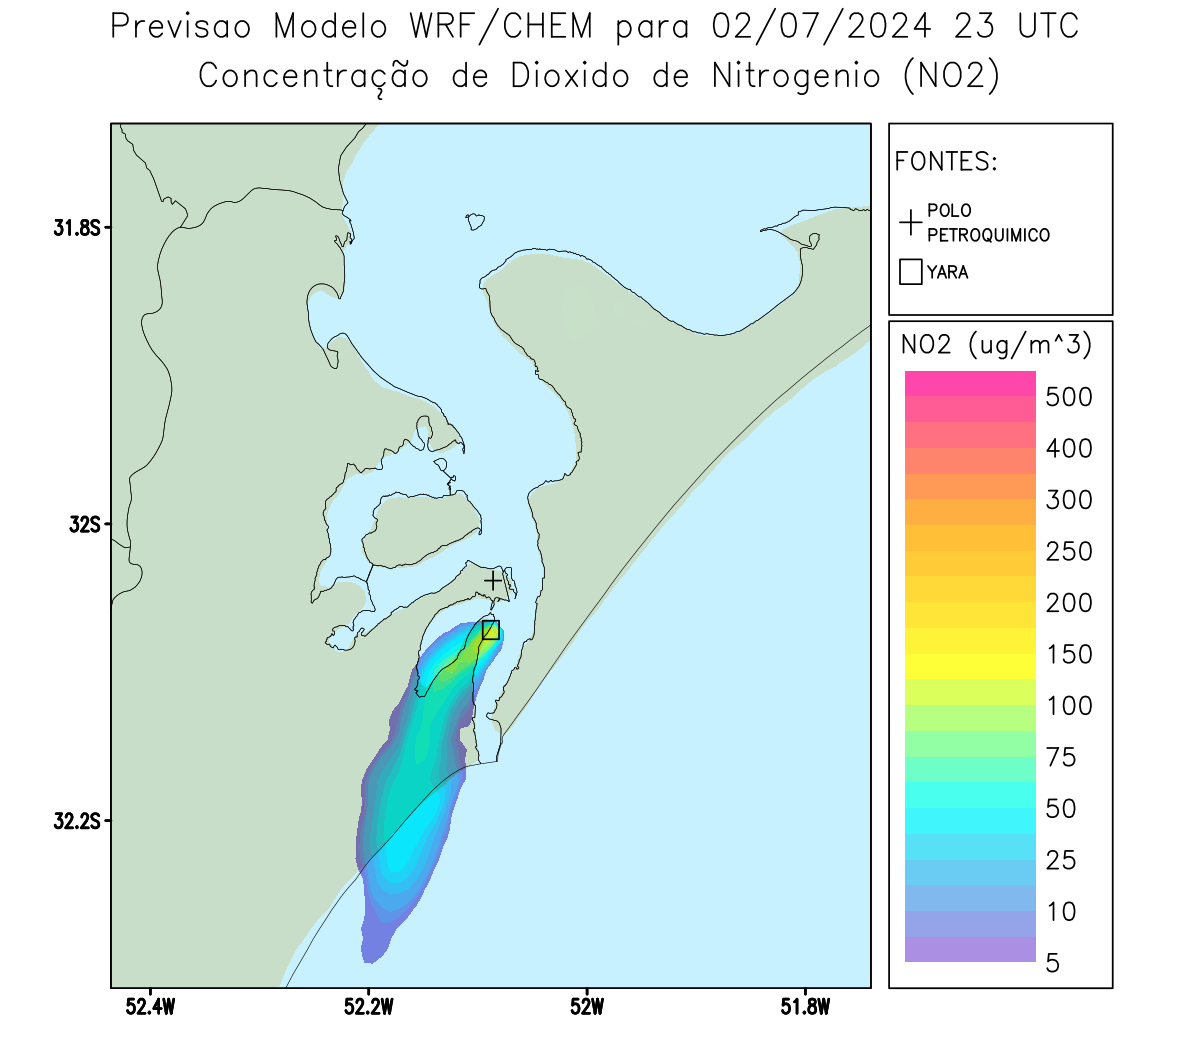 Previsao Modelo WRF/CHEM para 02/07/2024 23 UTC
Concentração de Dioxido de Nitrogenio (NO2)
FONTES:
POLO
PETROQUIMICO
YARA
NO2 (ug/m^3)
500
400
300
250
200
150
100
75
50
25
10
5
31.8S
32S
32.2S
52.4W 52.2W 52W 51.8W